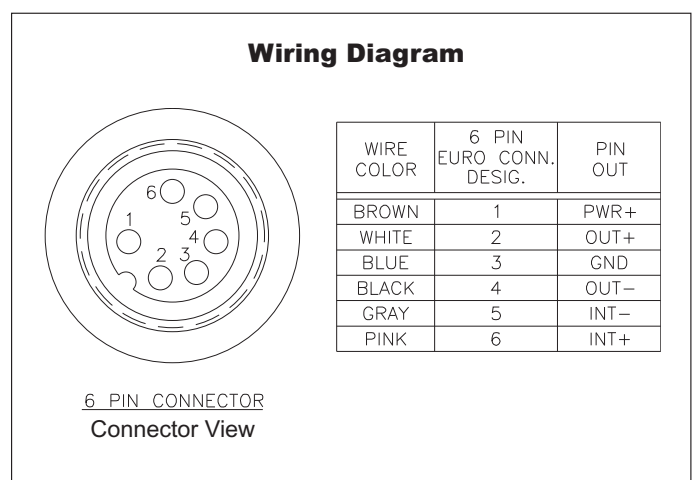 Wiring Diagram
6
5
1
4
2 3
6 PIN CONNECTOR
Connector View
WIRE COLOR | 6 PIN EURO CONN. DESIG. | PIN OUT
BROWN 1 PWR+
WHITE 2 OUT+
BLUE 3 GND
BLACK 4 OUT−
GRAY 5 INT−
PINK 6 INT+